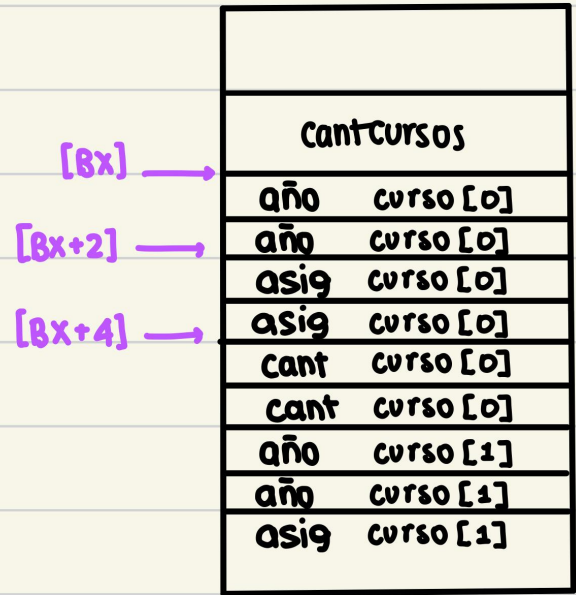 cantcursos
[BX]
año curso [0]
[BX+2] año curso [0]
asig curso [0]
[BX+4] asig curso [0]
cant curso [0]
cant curso [0]
año curso [1]
año curso [1]
asig curso [1]